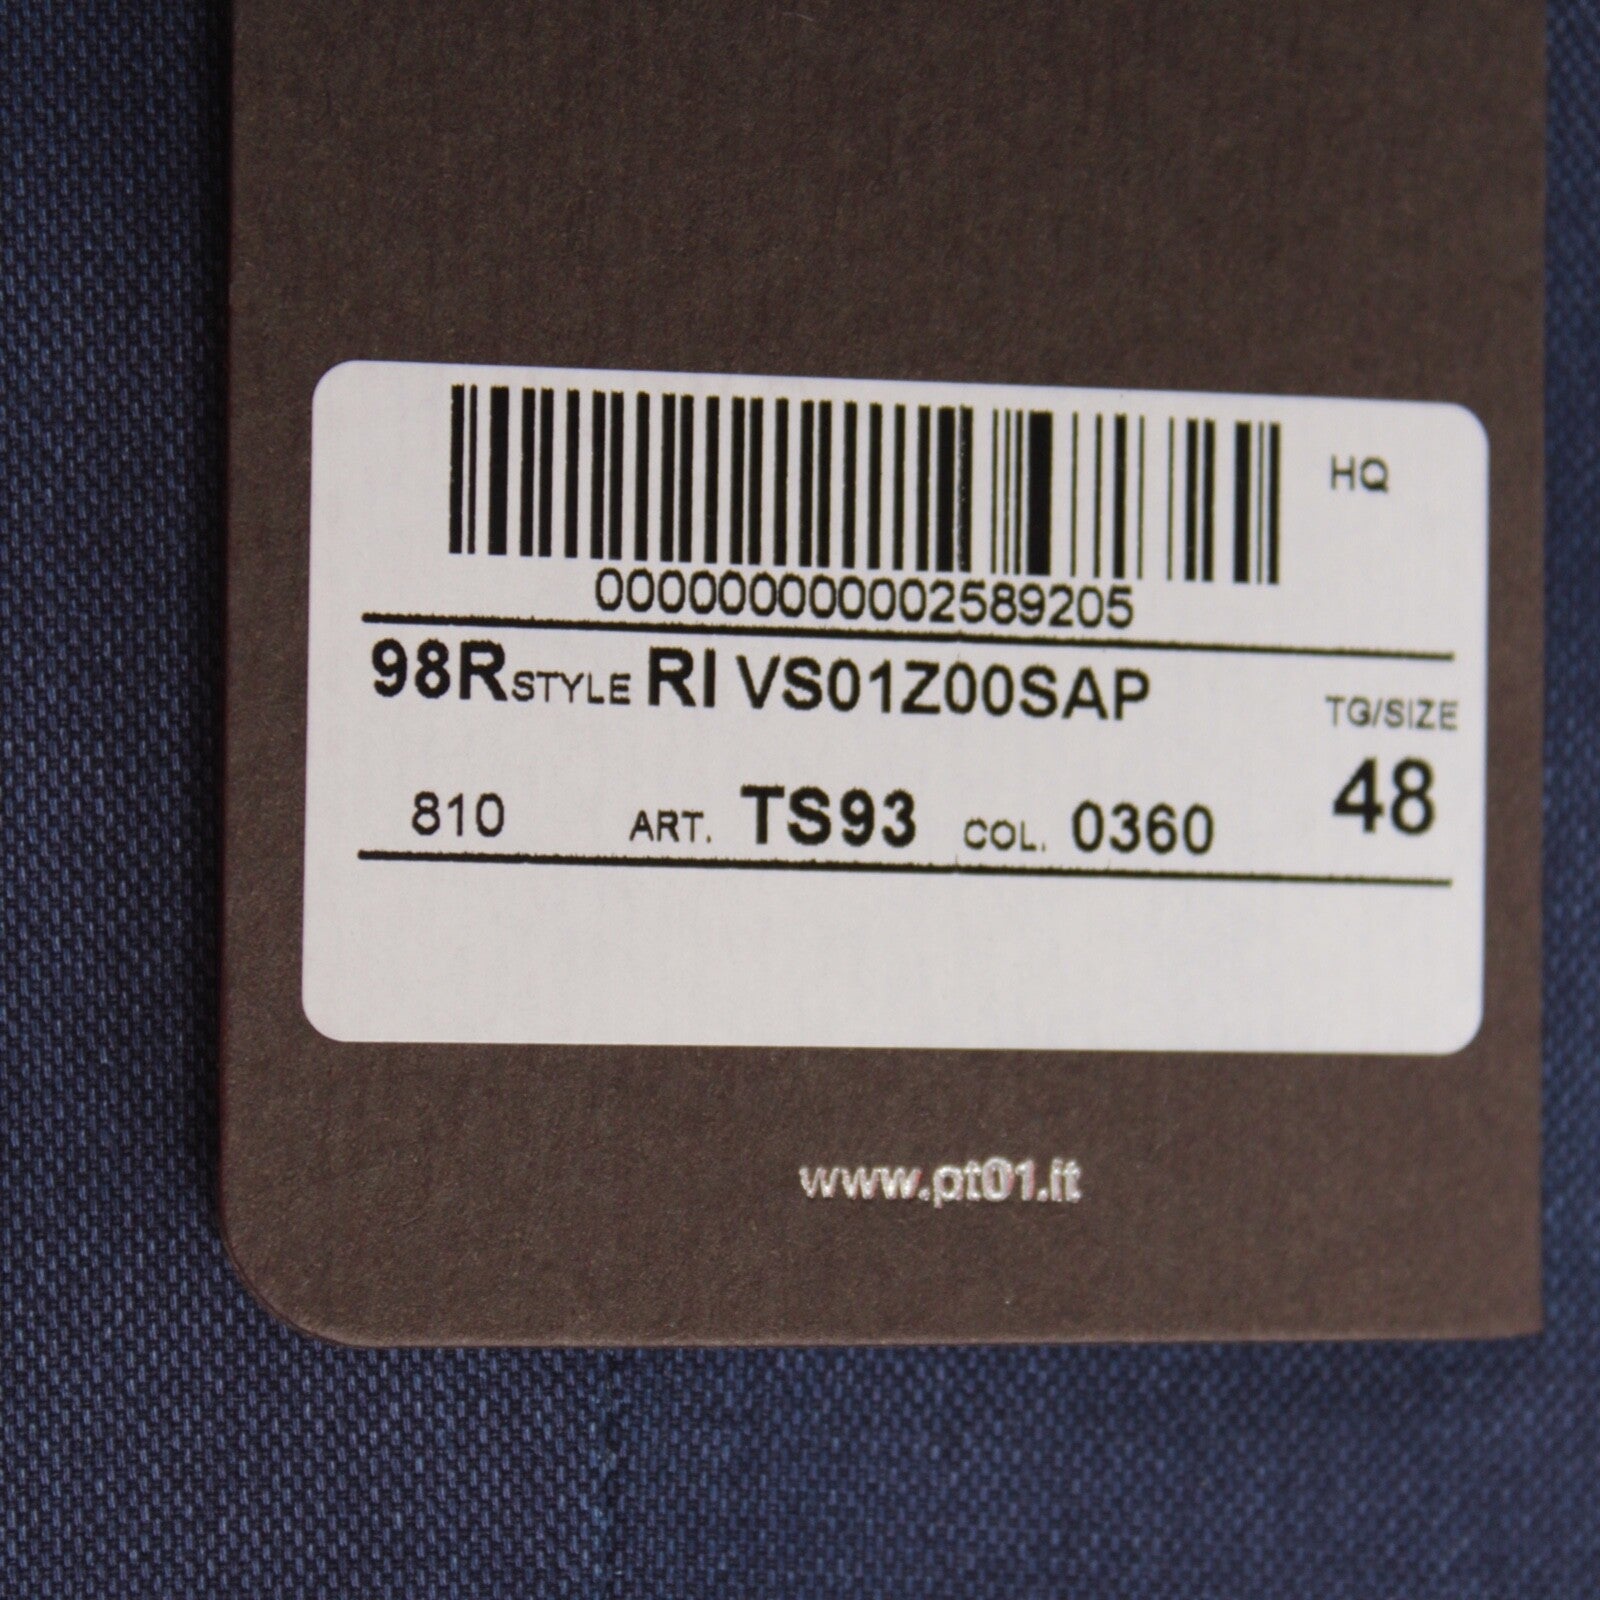 HQ
000000000002589205
98R STYLE RI VS01Z00SAP
TG/SIZE
810 ART. TS93 COL. 0360 48
www.pt01.it